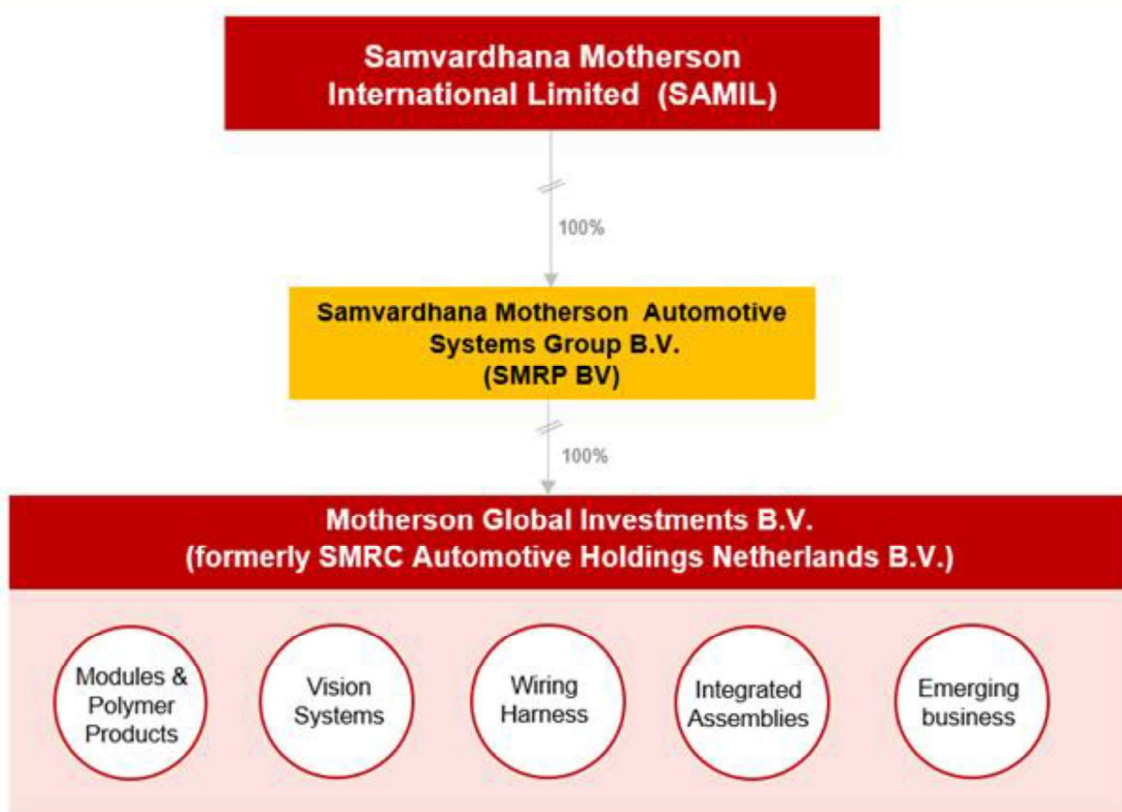 Samvardhana Motherson
International Limited (SAMIL)
100%
Samvardhana Motherson Automotive
Systems Group B.V.
(SMRP BV)
100%
Motherson Global Investments B.V.
(formerly SMRC Automotive Holdings Netherlands B.V.)
Modules &
Polymer
Products
Vision
Systems
Wiring
Harness
Integrated
Assemblies
Emerging
business